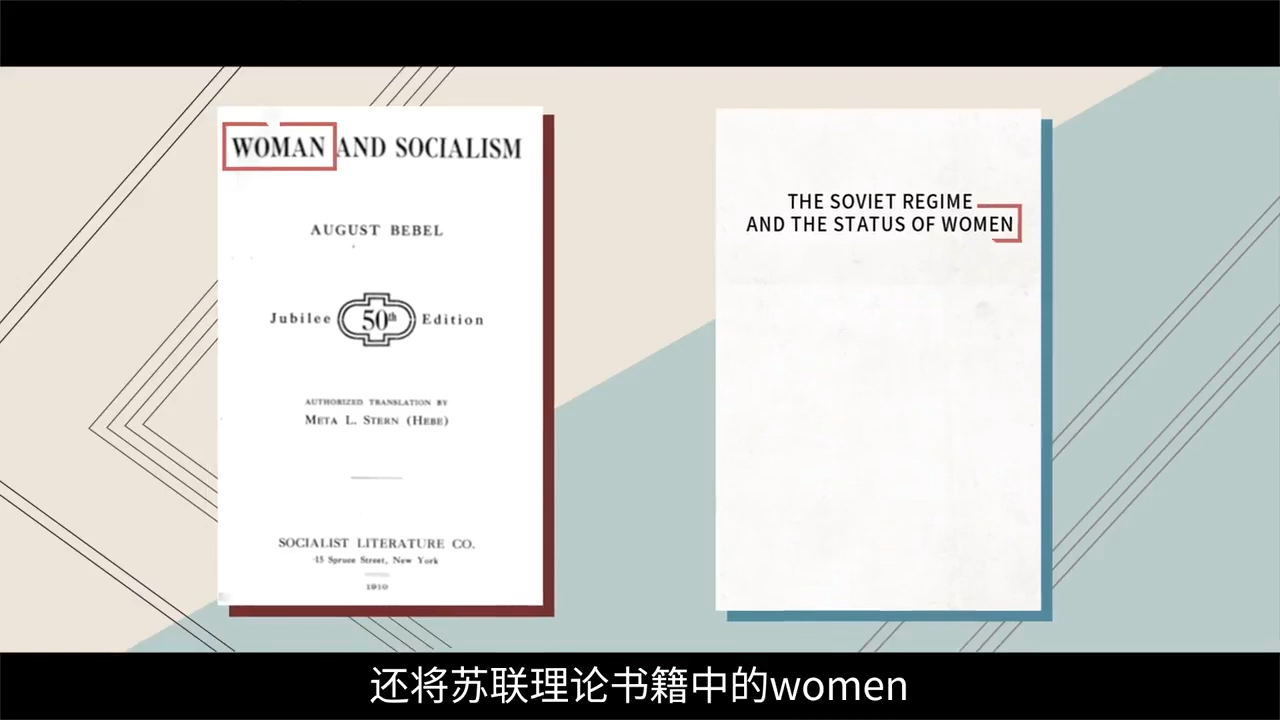 WOMAN AND SOCIALISM
AUGUST BEBEL
Jubilee 50th Edition
AUTHORIZED TRANSLATION BY
META L. STERN (HEBE)
SOCIALIST LITERATURE CO.
15 Spruce Street, New York
1910
THE SOVIET REGIME
AND THE STATUS OF WOMEN
还将苏联理论书籍中的women